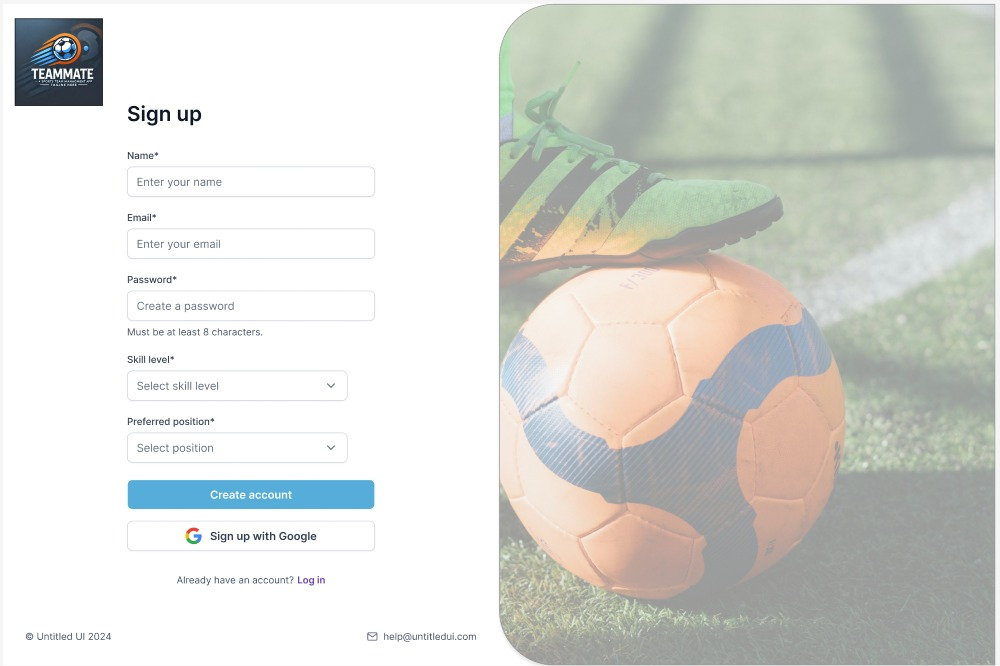 TEAMMATE
Sign up
Name*
Enter your name
Email*
Enter your email
Password*
Create a password
Must be at least 8 characters.
Skill level*
Select skill level
Preferred position*
Select position
Create account
Sign up with Google
Already have an account? Log in
© Untitled UI 2024
help@untitledui.com